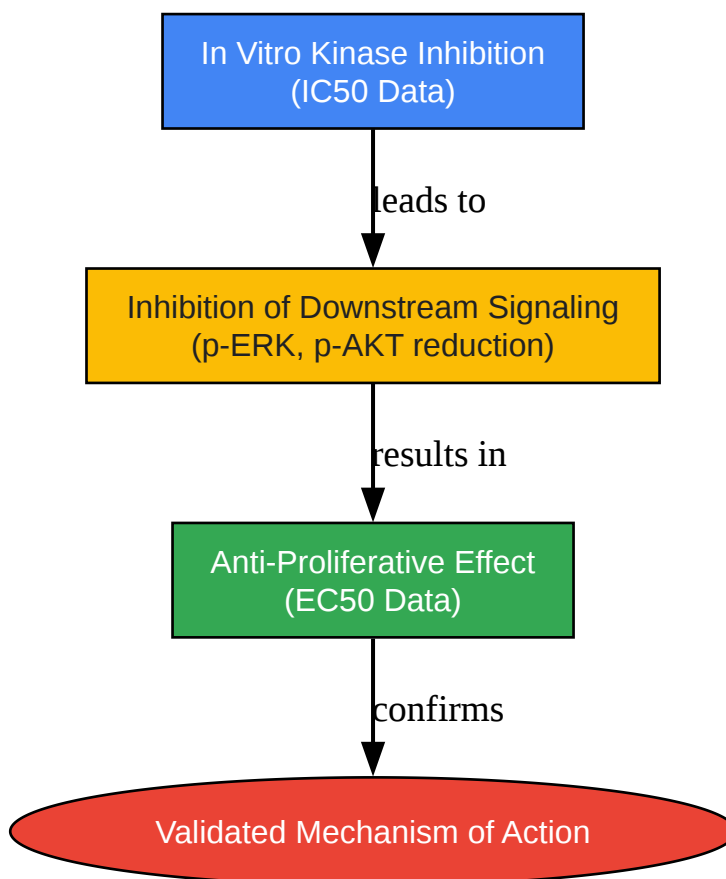 In Vitro Kinase Inhibition
(IC50 Data)
leads to
Inhibition of Downstream Signaling
(p-ERK, p-AKT reduction)
results in
Anti-Proliferative Effect
(EC50 Data)
confirms
Validated Mechanism of Action